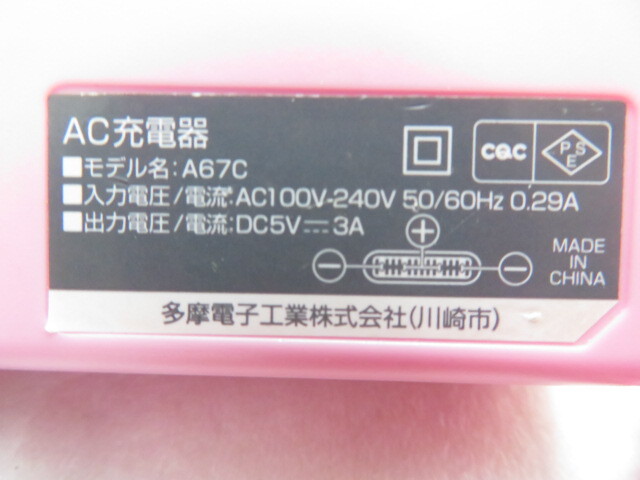 AC充電器
■モデル名:A67C
■入力電圧/電流:AC100V-240V 50/60Hz 0.29A
■出力電圧/電流:DC5V⎓3A
CQC
PSE
MADE
IN
CHINA
多摩電子工業株式会社(川崎市)